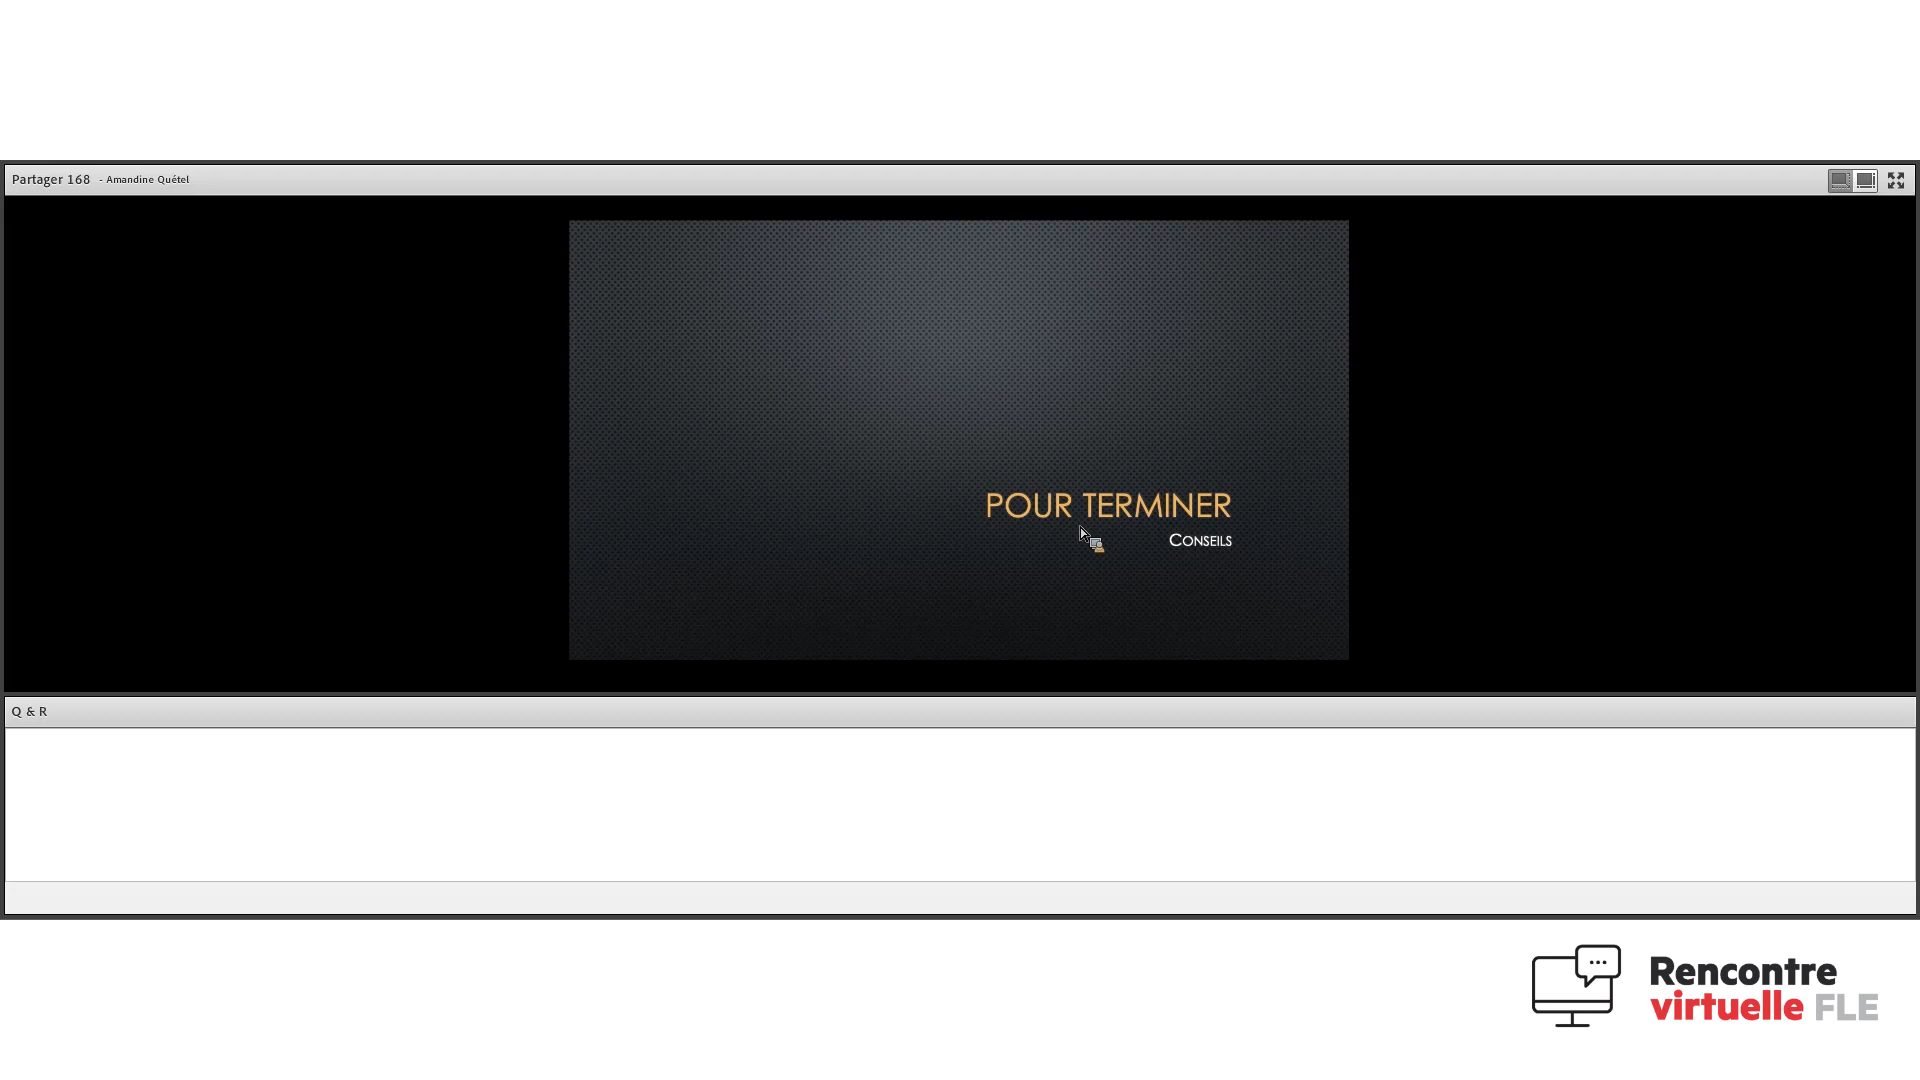 Partager 168 - Amandine Quétel
POUR TERMINER
CONSEILS
Q & R
Rencontre
virtuelle FLE